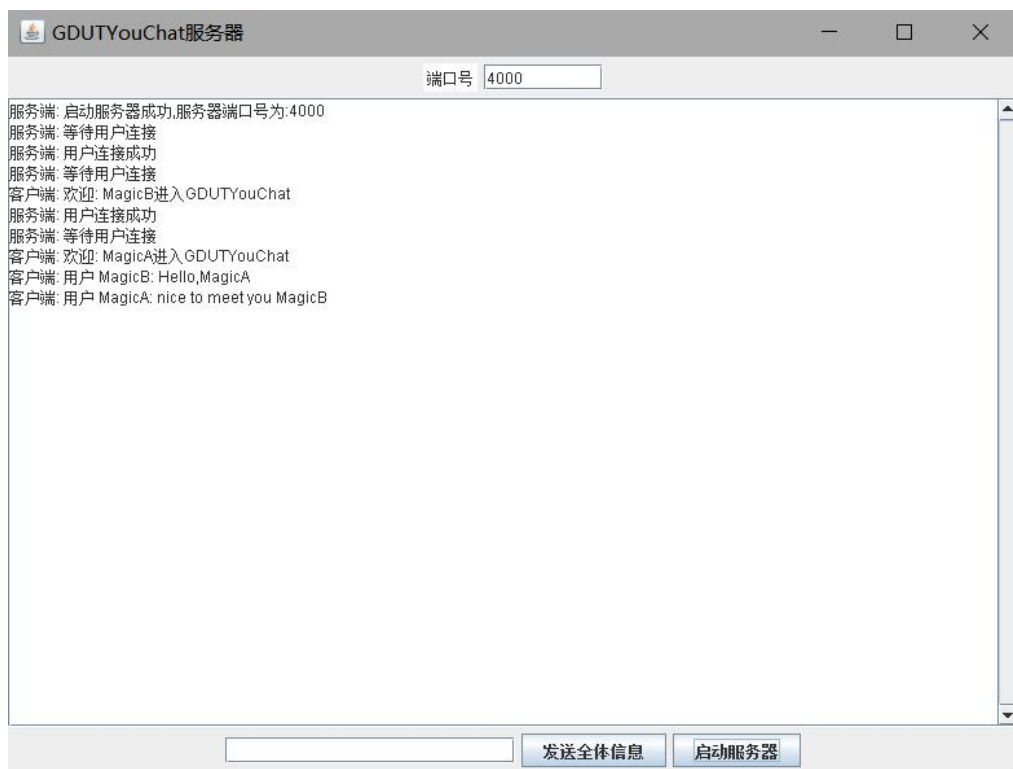 GDUTYouChat服务器
端口号 4000
服务端: 启动服务器成功,服务器端口号为:4000
服务端: 等待用户连接
服务端: 用户连接成功
服务端: 等待用户连接
客户端: 欢迎: MagicB进入GDUTYouChat
服务端: 用户连接成功
服务端: 等待用户连接
客户端: 欢迎: MagicA进入GDUTYouChat
客户端: 用户 MagicB: Hello,MagicA
客户端: 用户 MagicA: nice to meet you MagicB
发送全体信息 启动服务器